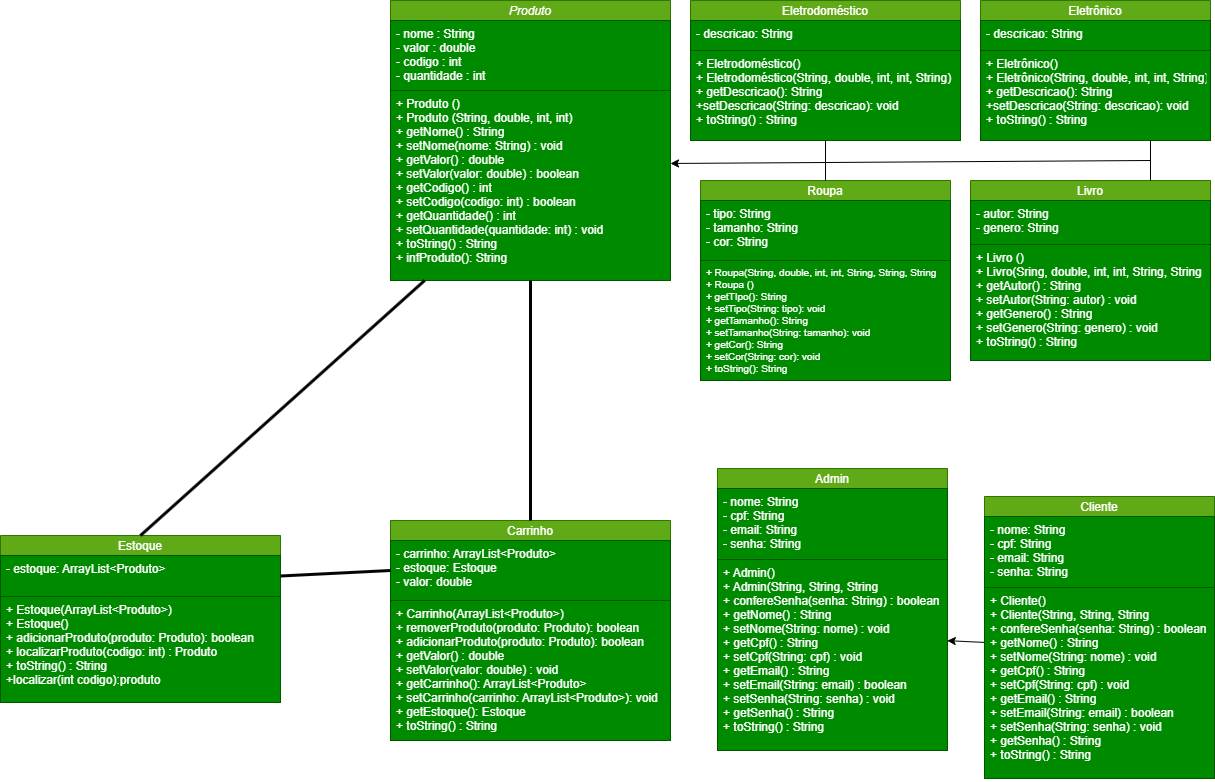 Produto
- nome : String
- valor : double
- codigo : int
- quantidade : int
+ Produto ()
+ Produto (String, double, int, int)
+ getNome() : String
+ setNome(nome: String) : void
+ getValor() : double
+ setValor(valor: double) : boolean
+ getCodigo() : int
+ setCodigo(codigo: int) : boolean
+ getQuantidade() : int
+ setQuantidade(quantidade: int) : void
+ toString() : String
+ infProduto(): String
Eletrodoméstico
- descricao: String
+ Eletrodoméstico()
+ Eletrodoméstico(String, double, int, int, String)
+ getDescricao(): String
+setDescricao(String: descricao): void
+ toString() : String
Eletrônico
- descricao: String
+ Eletrônico()
+ Eletrônico(String, double, int, int, String)
+ getDescricao(): String
+setDescricao(String: descricao): void
+ toString() : String
Roupa
- tipo: String
- tamanho: String
- cor: String
+ Roupa(String, double, int, int, String, String, String
+ Roupa ()
+ getTIpo(): String
+ setTipo(String: tipo): void
+ getTamanho(): String
+ setTamanho(String: tamanho): void
+ getCor(): String
+ setCor(String: cor): void
+ toString(): String
Livro
- autor: String
- genero: String
+ Livro ()
+ Livro(Sring, double, int, int, String, String
+ getAutor() : String
+ setAutor(String: autor) : void
+ getGenero() : String
+ setGenero(String: genero) : void
+ toString() : String
Estoque
- estoque: ArrayList<Produto>
+ Estoque(ArrayList<Produto>)
+ Estoque()
+ adicionarProduto(produto: Produto): boolean
+ localizarProduto(codigo: int) : Produto
+ toString() : String
+localizar(int codigo):produto
Carrinho
- carrinho: ArrayList<Produto>
- estoque: Estoque
- valor: double
+ Carrinho(ArrayList<Produto>)
+ removerProduto(produto: Produto): boolean
+ adicionarProduto(produto: Produto): boolean
+ getValor() : double
+ setValor(valor: double) : void
+ getCarrinho(): ArrayList<Produto>
+ setCarrinho(carrinho: ArrayList<Produto>): void
+ getEstoque(): Estoque
+ toString() : String
Admin
- nome: String
- cpf: String
- email: String
- senha: String
+ Admin()
+ Admin(String, String, String
+ confereSenha(senha: String) : boolean
+ getNome() : String
+ setNome(String: nome) : void
+ getCpf() : String
+ setCpf(String: cpf) : void
+ getEmail() : String
+ setEmail(String: email) : boolean
+ setSenha(String: senha) : void
+ getSenha() : String
+ toString() : String
Cliente
- nome: String
- cpf: String
- email: String
- senha: String
+ Cliente()
+ Cliente(String, String, String
+ confereSenha(senha: String) : boolean
+ getNome() : String
+ setNome(String: nome) : void
+ getCpf() : String
+ setCpf(String: cpf) : void
+ getEmail() : String
+ setEmail(String: email) : boolean
+ setSenha(String: senha) : void
+ getSenha() : String
+ toString() : String